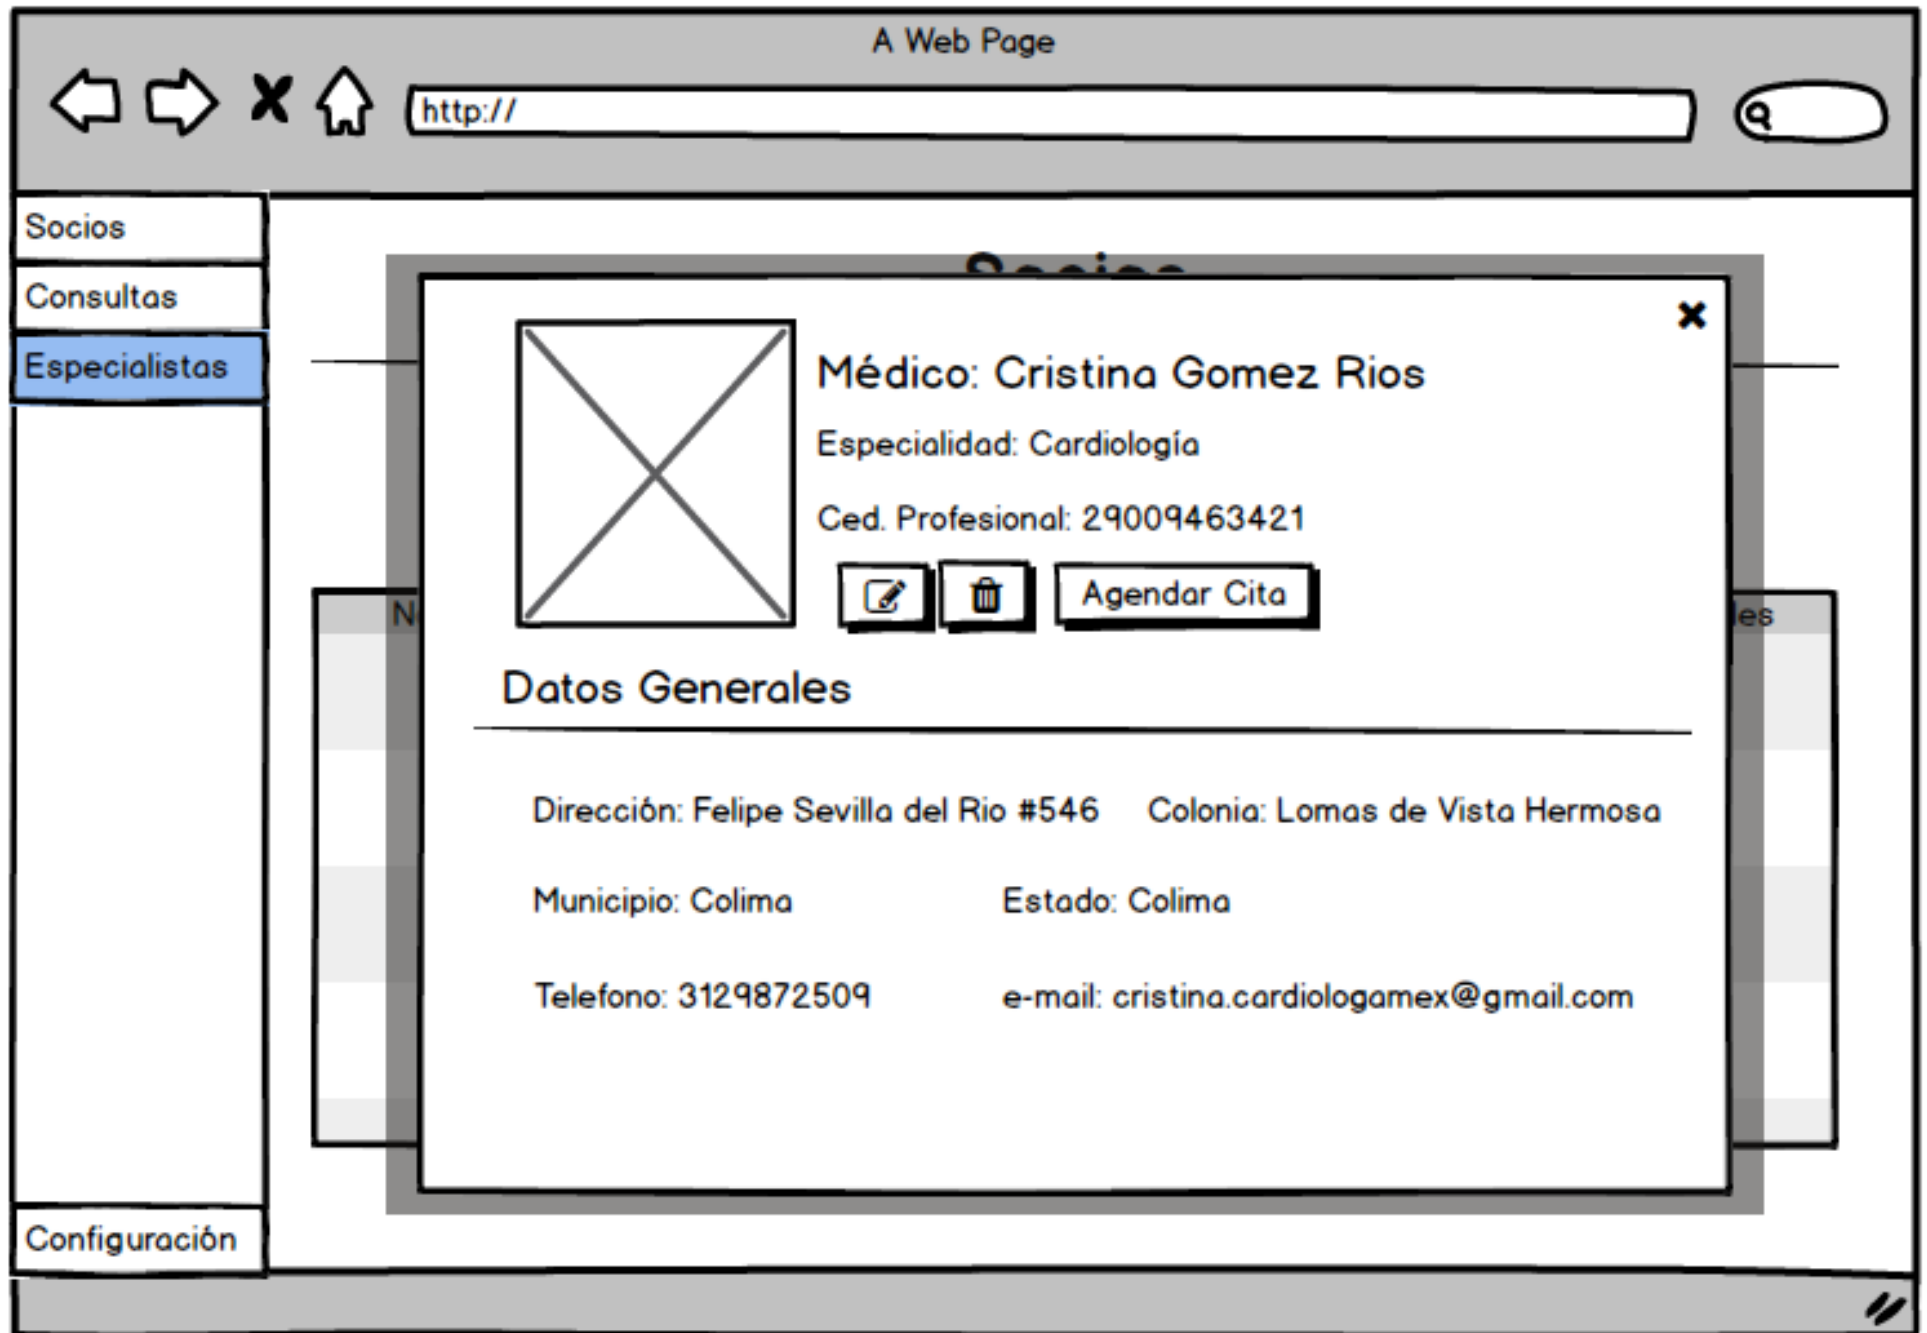 A Web Page
http://
Socios
Consultas
Especialistas
Socios
Médico: Cristina Gomez Rios
Especialidad: Cardiología
Ced. Profesional: 29009463421
Agendar Cita
Datos Generales
Dirección: Felipe Sevilla del Rio #546 Colonia: Lomas de Vista Hermosa
Municipio: Colima Estado: Colima
Telefono: 3129872509 e-mail: cristina.cardiologamex@gmail.com
Configuración